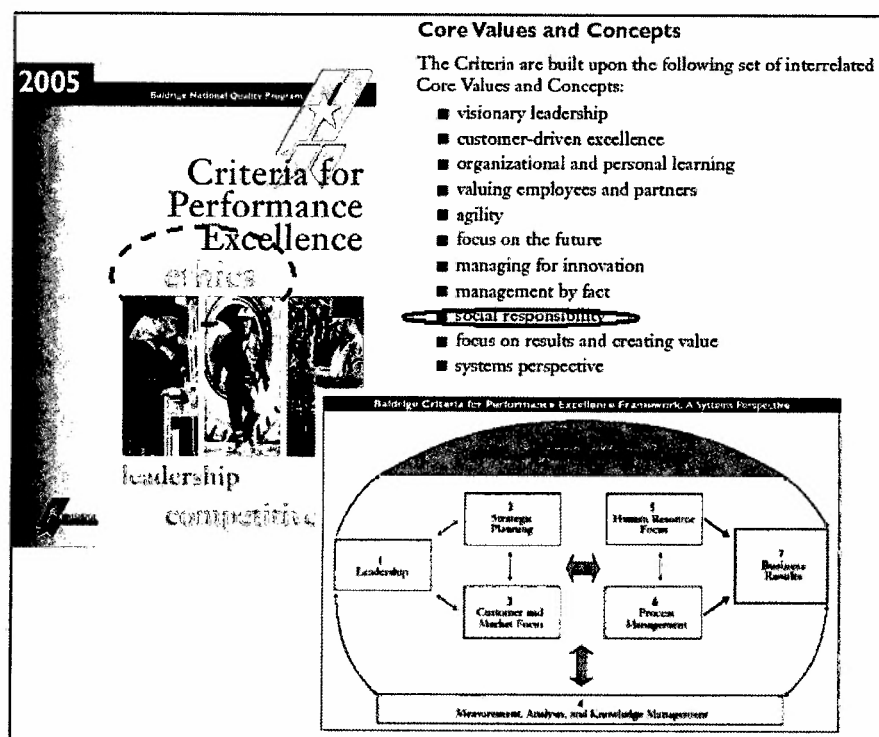 2005
Baldrige National Quality Program
Criteria for
Performance
Excellence
ethics
leadership
competitive
Core Values and Concepts
The Criteria are built upon the following set of interrelated
Core Values and Concepts:
■ visionary leadership
■ customer-driven excellence
■ organizational and personal learning
■ valuing employees and partners
■ agility
■ focus on the future
■ managing for innovation
■ management by fact
■ social responsibility
■ focus on results and creating value
■ systems perspective
Baldrige Criteria for Performance Excellence Framework: A Systems Perspective
2
Strategic
Planning
5
Human Resource
Focus
1
Leadership
7
Business
Results
3
Customer and
Market Focus
6
Process
Management
4
Measurement, Analysis, and Knowledge Management